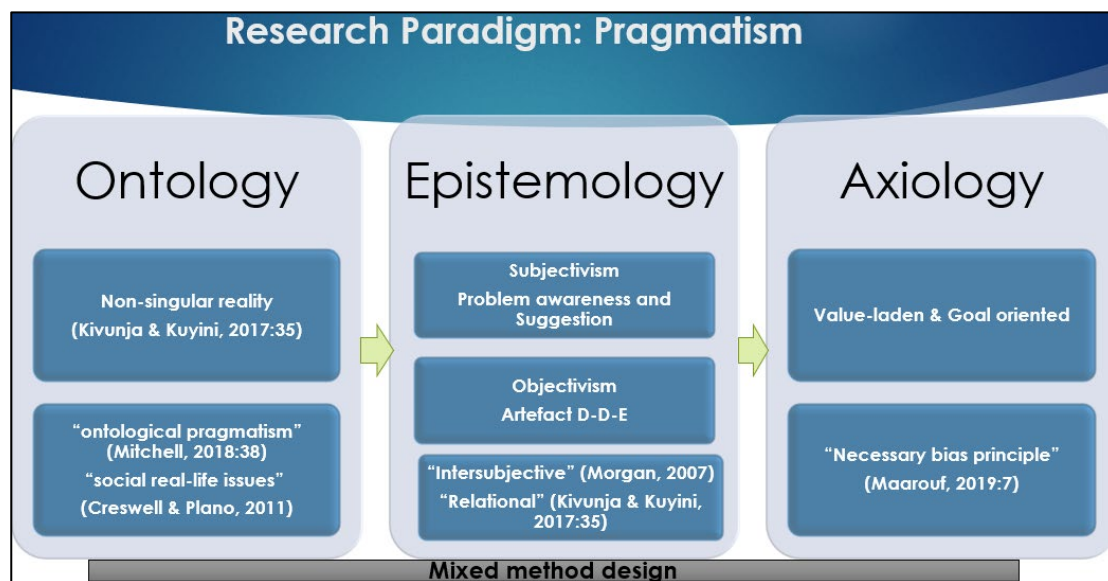 Research Paradigm: Pragmatism
Ontology
Non-singular reality
(Kivunja & Kuyini, 2017:35)
“ontological pragmatism”
(Mitchell, 2018:38)
“social real-life issues”
(Creswell & Plano, 2011)
Epistemology
Subjectivism
Problem awareness and
Suggestion
Objectivism
Artefact D-D-E
“Intersubjective” (Morgan, 2007)
“Relational” (Kivunja & Kuyini,
2017:35)
Axiology
Value-laden & Goal oriented
“Necessary bias principle”
(Maarouf, 2019:7)
Mixed method design